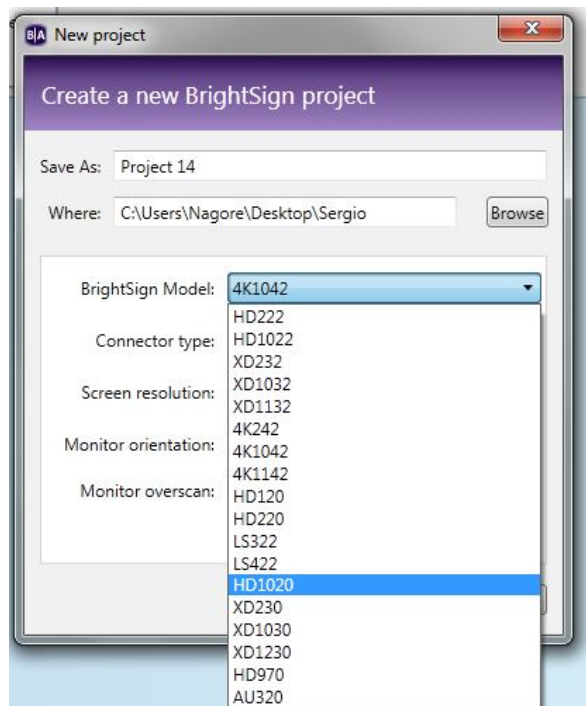 BA New project
Create a new BrightSign project
Save As: Project 14
Where: C:\Users\Nagore\Desktop\Sergio Browse
BrightSign Model: 4K1042
HD222
Connector type: HD1022
XD232
Screen resolution: XD1032
XD1132
4K242
Monitor orientation: 4K1042
4K1142
Monitor overscan: HD120
HD220
LS322
LS422
HD1020
XD230
XD1030
XD1230
HD970
AU320